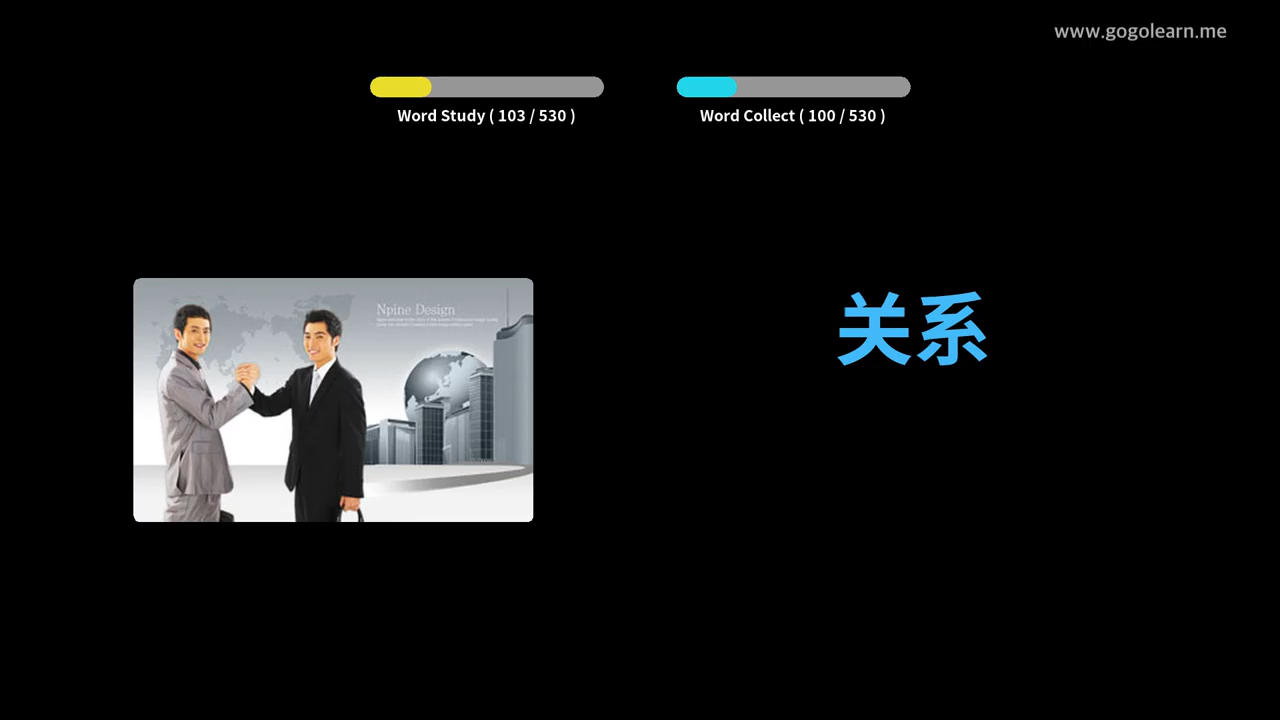 www.gogolearn.me
Word Study ( 103 / 530 )
Word Collect ( 100 / 530 )
Npine Design
关系